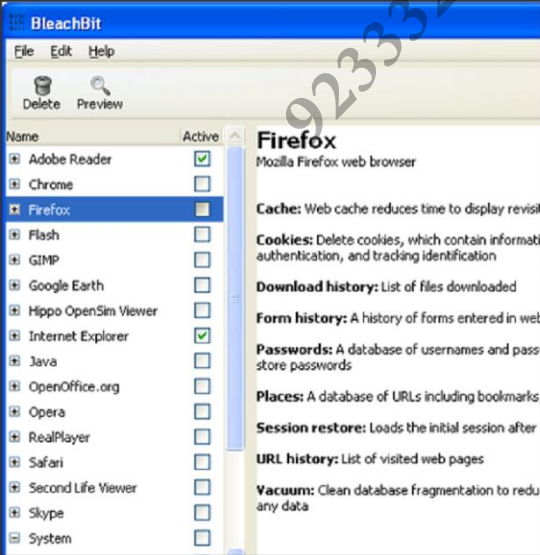 BleachBit
File Edit Help
Delete Preview
Name Active
Adobe Reader
Chrome
Firefox
Flash
GIMP
Google Earth
Hippo OpenSim Viewer
Internet Explorer
Java
OpenOffice.org
Opera
RealPlayer
Safari
Second Life Viewer
Skype
System
Firefox
Mozilla Firefox web browser
Cache: Web cache reduces time to display revisit
Cookies: Delete cookies, which contain informati
authentication, and tracking identification
Download history: List of files downloaded
Form history: A history of forms entered in web
Passwords: A database of usernames and pass
store passwords
Places: A database of URLs including bookmarks
Session restore: Loads the initial session after
URL history: List of visited web pages
Vacuum: Clean database fragmentation to redu
any data